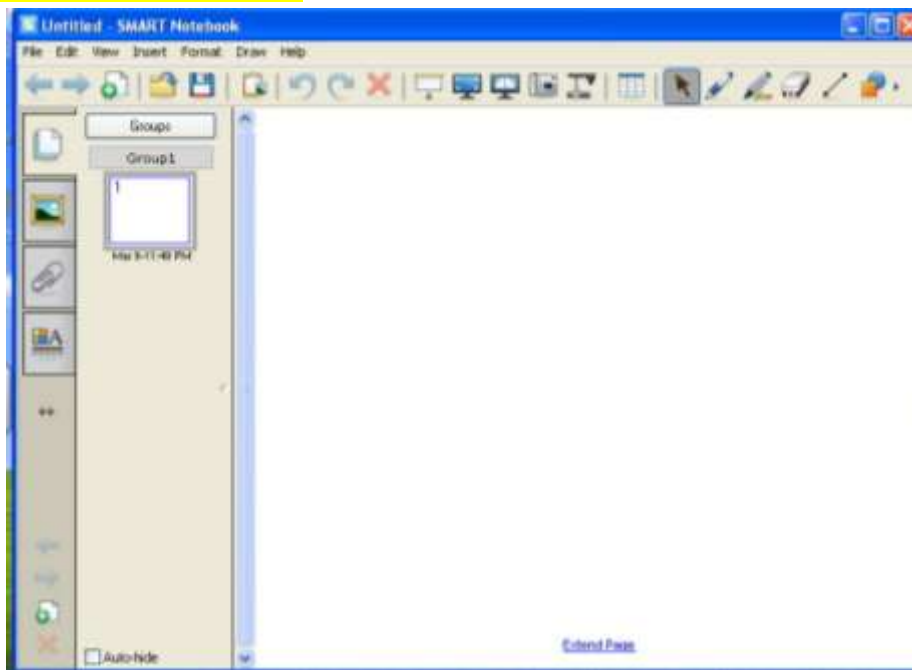 Untitled - SMART Notebook
File Edit View Insert Format Draw Help
Groups
Group1
1
Auto-hide
Extend Page